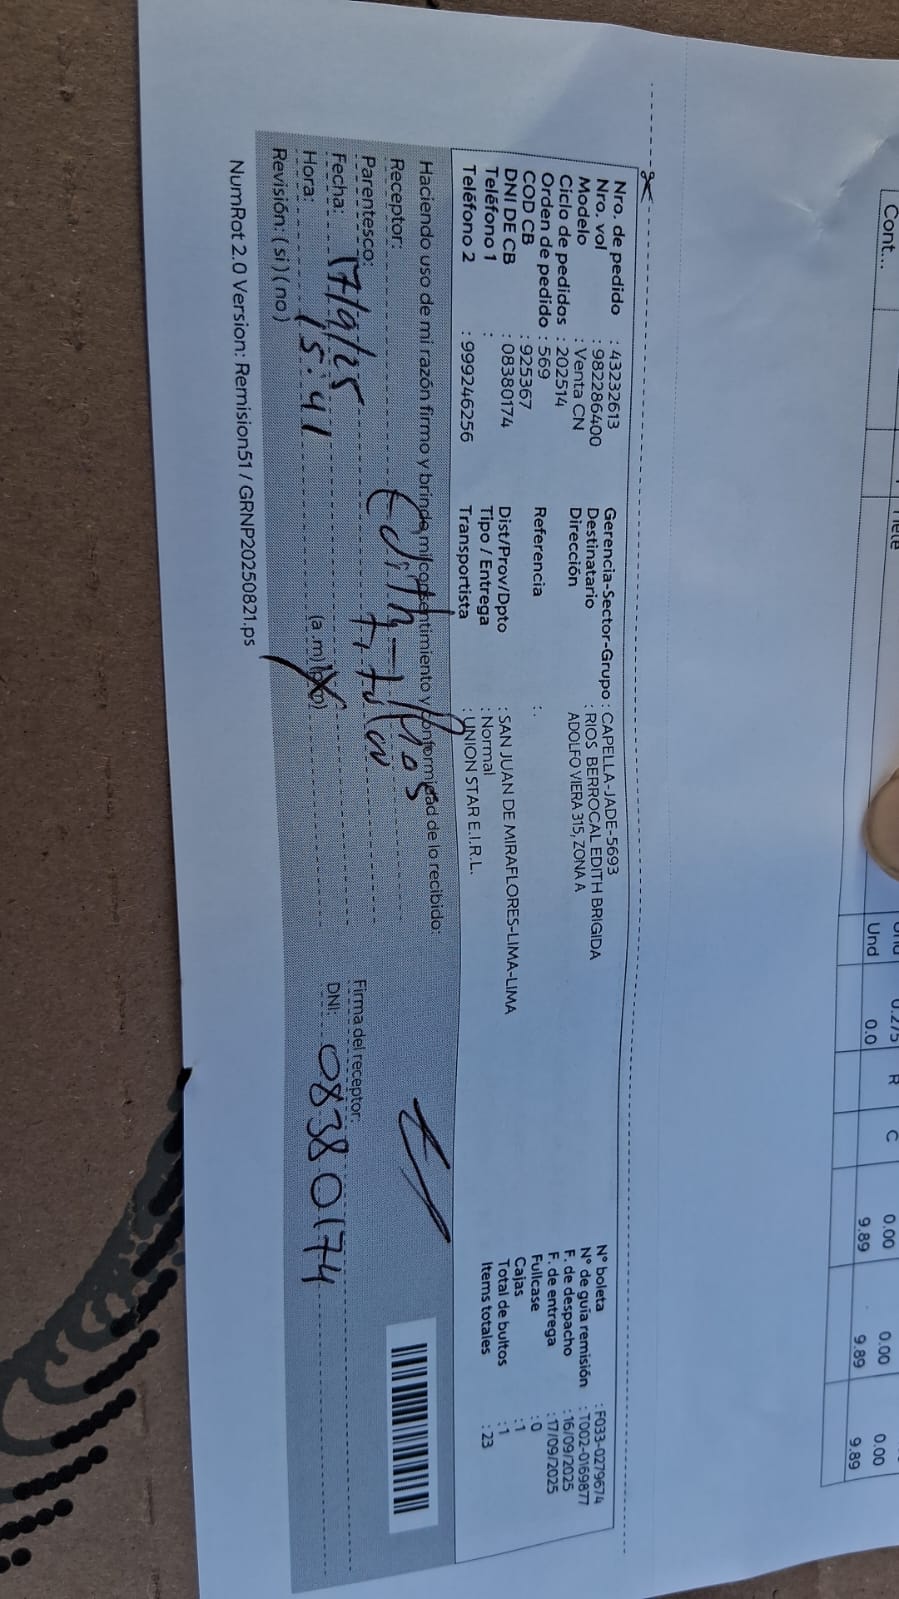 Cont...
Und 0.275 R C 0.00 0.00 0.00
Und 0.0 9.89 9.89 9.89
Nro. de pedido : 43232613
Nro. vol : 982286400
Modelo : Venta CN
Ciclo de pedidos : 202514
Orden de pedido : 569
COD CB : 925367
DNI DE CB : 08380174
Teléfono 1 :
Teléfono 2 : 999246256
Gerencia-Sector-Grupo : CAPELLA-JADE-5693
Destinatario : RIOS BERROCAL EDITH BRIGIDA
Dirección ADOLFO VIERA 315, ZONA A
Referencia : .
Dist/Prov/Dpto : SAN JUAN DE MIRAFLORES-LIMA-LIMA
Tipo / Entrega : Normal
Transportista : UNION STAR E.I.R.L.
N° boleta : F033-0279674
N° de guía remisión : T002-0169877
F. de despacho : 16/09/2025
F. de entrega : 17/09/2025
Fullcase : 0
Cajas : 1
Total de bultos : 1
Items totales : 23
Haciendo uso de mi razón firmo y brinda mi consentimiento y conformidad de lo recibido:
Receptor: Edith Rios
Parentesco: titular
Fecha: 17/9/25
Hora: 15:41 (a.m) (p.m)
Revisión: ( si ) ( no )
Firma del receptor:
DNI: 08380174
NumRot 2.0 Version: Remision51 / GRNP20250821.ps